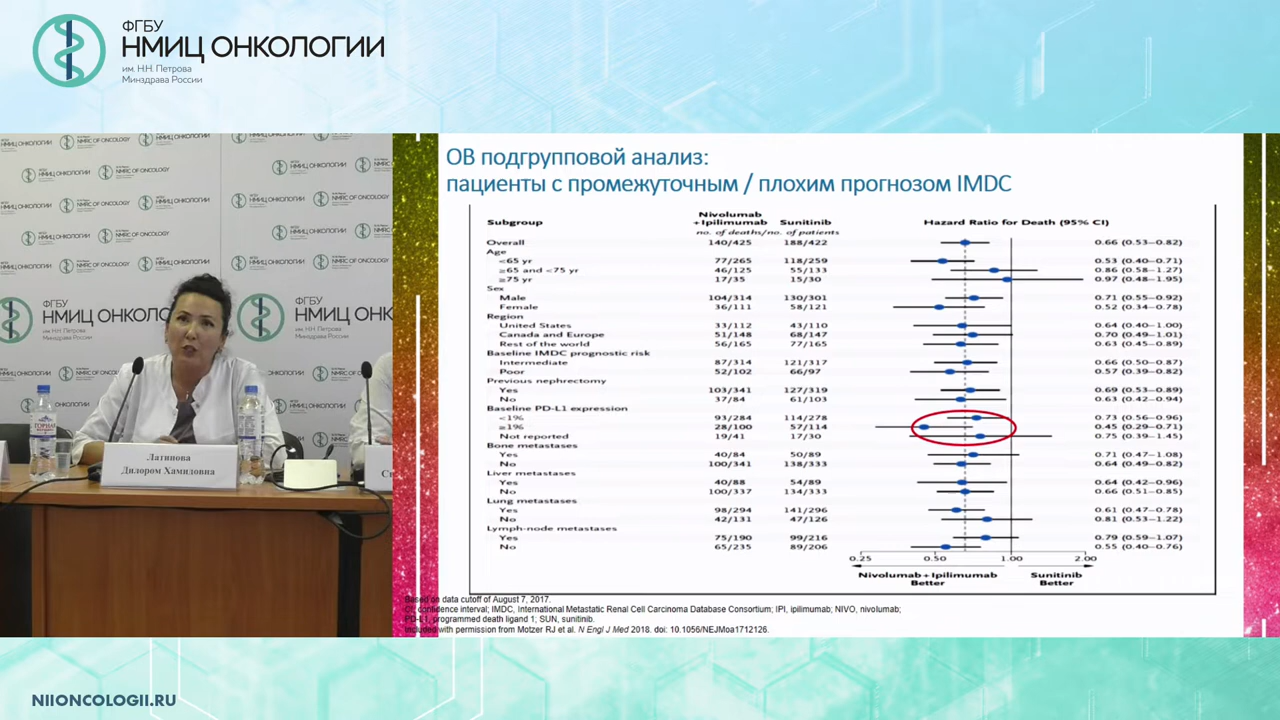 ФГБУ
НМИЦ ОНКОЛОГИИ
им. Н.Н. Петрова
Минздрава России
NMRC OF ONCOLOGY
ФГБУ
НМИЦ ОНКОЛО
им. Н.Н. Петрова
Минздрава России
ФГБУ
НМИЦ ОНК
им. Н.Н. Петрова
Минздрава России
Латипова
Дилором Хамидовна
ОВ подгрупповой анализ:
пациенты с промежуточным / плохим прогнозом IMDC
Subgroup Nivolumab + Ipilimumab Sunitinib Hazard Ratio for Death (95% CI)
no. of deaths/no. of patients
Overall 140/425 188/422 0.66 (0.53–0.82)
Age
<65 yr 77/265 118/259 0.53 (0.40–0.71)
≥65 and <75 yr 46/125 55/133 0.86 (0.58–1.27)
≥75 yr 17/35 15/30 0.97 (0.48–1.95)
Sex
Male 104/314 130/301 0.71 (0.55–0.92)
Female 36/111 58/121 0.52 (0.34–0.78)
Region
United States 33/112 43/110 0.64 (0.40–1.00)
Canada and Europe 51/148 68/147 0.70 (0.49–1.01)
Rest of the world 56/165 77/165 0.63 (0.45–0.89)
Baseline IMDC prognostic risk
Intermediate 87/314 121/317 0.66 (0.50–0.87)
Poor 52/102 66/97 0.57 (0.39–0.82)
Previous nephrectomy
Yes 103/341 127/319 0.69 (0.53–0.89)
No 37/84 61/103 0.63 (0.42–0.94)
Baseline PD-L1 expression
<1% 93/284 114/278 0.73 (0.56–0.96)
≥1% 28/100 57/114 0.45 (0.29–0.71)
Not reported 19/41 17/30 0.75 (0.39–1.45)
Bone metastases
Yes 40/84 50/89 0.71 (0.47–1.08)
No 100/341 138/333 0.64 (0.49–0.82)
Liver metastases
Yes 40/88 54/89 0.64 (0.42–0.96)
No 100/337 134/333 0.66 (0.51–0.85)
Lung metastases
Yes 98/294 141/296 0.61 (0.47–0.78)
No 42/131 47/126 0.81 (0.53–1.22)
Lymph-node metastases
Yes 75/190 99/216 0.79 (0.59–1.07)
No 65/235 89/206 0.55 (0.40–0.76)
0.25 0.50 1.00 2.00
Nivolumab + Ipilimumab Better Sunitinib Better
Based on data cutoff of August 7, 2017.
CI, confidence interval; IMDC, International Metastatic Renal Cell Carcinoma Database Consortium; IPI, ipilimumab; NIVO, nivolumab;
PD-L1, programmed death ligand 1; SUN, sunitinib.
Included with permission from Motzer RJ et al. N Engl J Med 2018. doi: 10.1056/NEJMoa1712126.
NIIONCOLOGII.RU